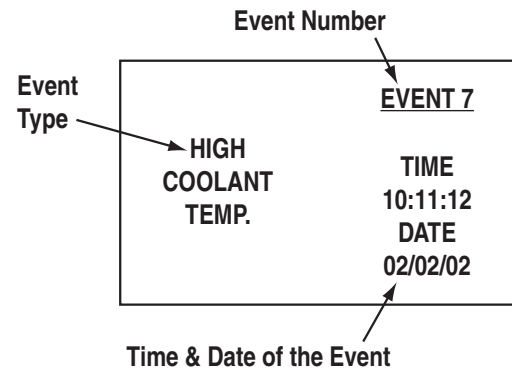 Event Number
Event
Type
EVENT 7
HIGH
COOLANT
TEMP.
TIME
10:11:12
DATE
02/02/02
Time & Date of the Event